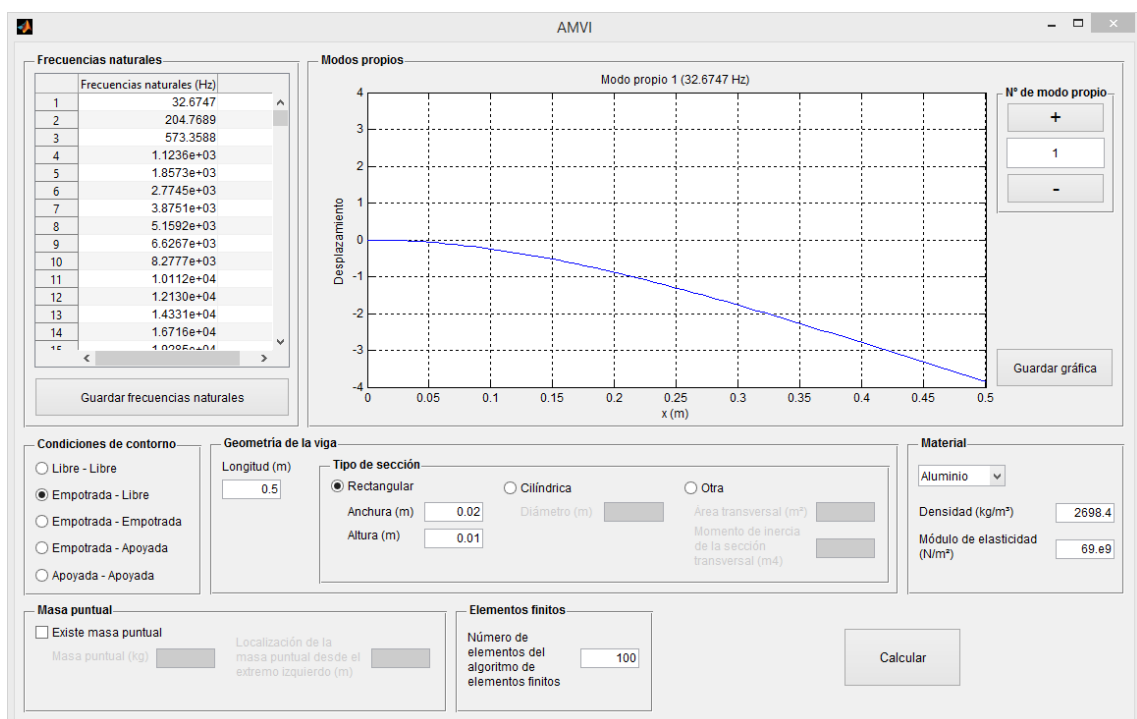 AMVI
Frecuencias naturales
Frecuencias naturales (Hz)
1 32.6747
2 204.7689
3 573.3588
4 1.1236e+03
5 1.8573e+03
6 2.7745e+03
7 3.8751e+03
8 5.1592e+03
9 6.6267e+03
10 8.2777e+03
11 1.0112e+04
12 1.2130e+04
13 1.4331e+04
14 1.6716e+04
15 1.9285e+04
Guardar frecuencias naturales
Modos propios
Modo propio 1 (32.6747 Hz)
4
3
2
1
0
-1
-2
-3
-4
Desplazamiento
0 0.05 0.1 0.15 0.2 0.25 0.3 0.35 0.4 0.45 0.5
x (m)
Nº de modo propio
+
1
-
Guardar gráfica
Condiciones de contorno
Libre - Libre
Empotrada - Libre
Empotrada - Empotrada
Empotrada - Apoyada
Apoyada - Apoyada
Geometría de la viga
Longitud (m)
0.5
Tipo de sección
Rectangular
Anchura (m) 0.02
Altura (m) 0.01
Cilíndrica
Diámetro (m)
Otra
Area transversal (m²)
Momento de inercia
de la sección
transversal (m4)
Material
Aluminio
Densidad (kg/m³) 2698.4
Módulo de elasticidad
(N/m²) 69.e9
Masa puntual
Existe masa puntual
Masa puntual (kg)
Localización de la
masa puntual desde el
extremo izquierdo (m)
Elementos finitos
Número de
elementos del
algoritmo de
elementos finitos
100
Calcular